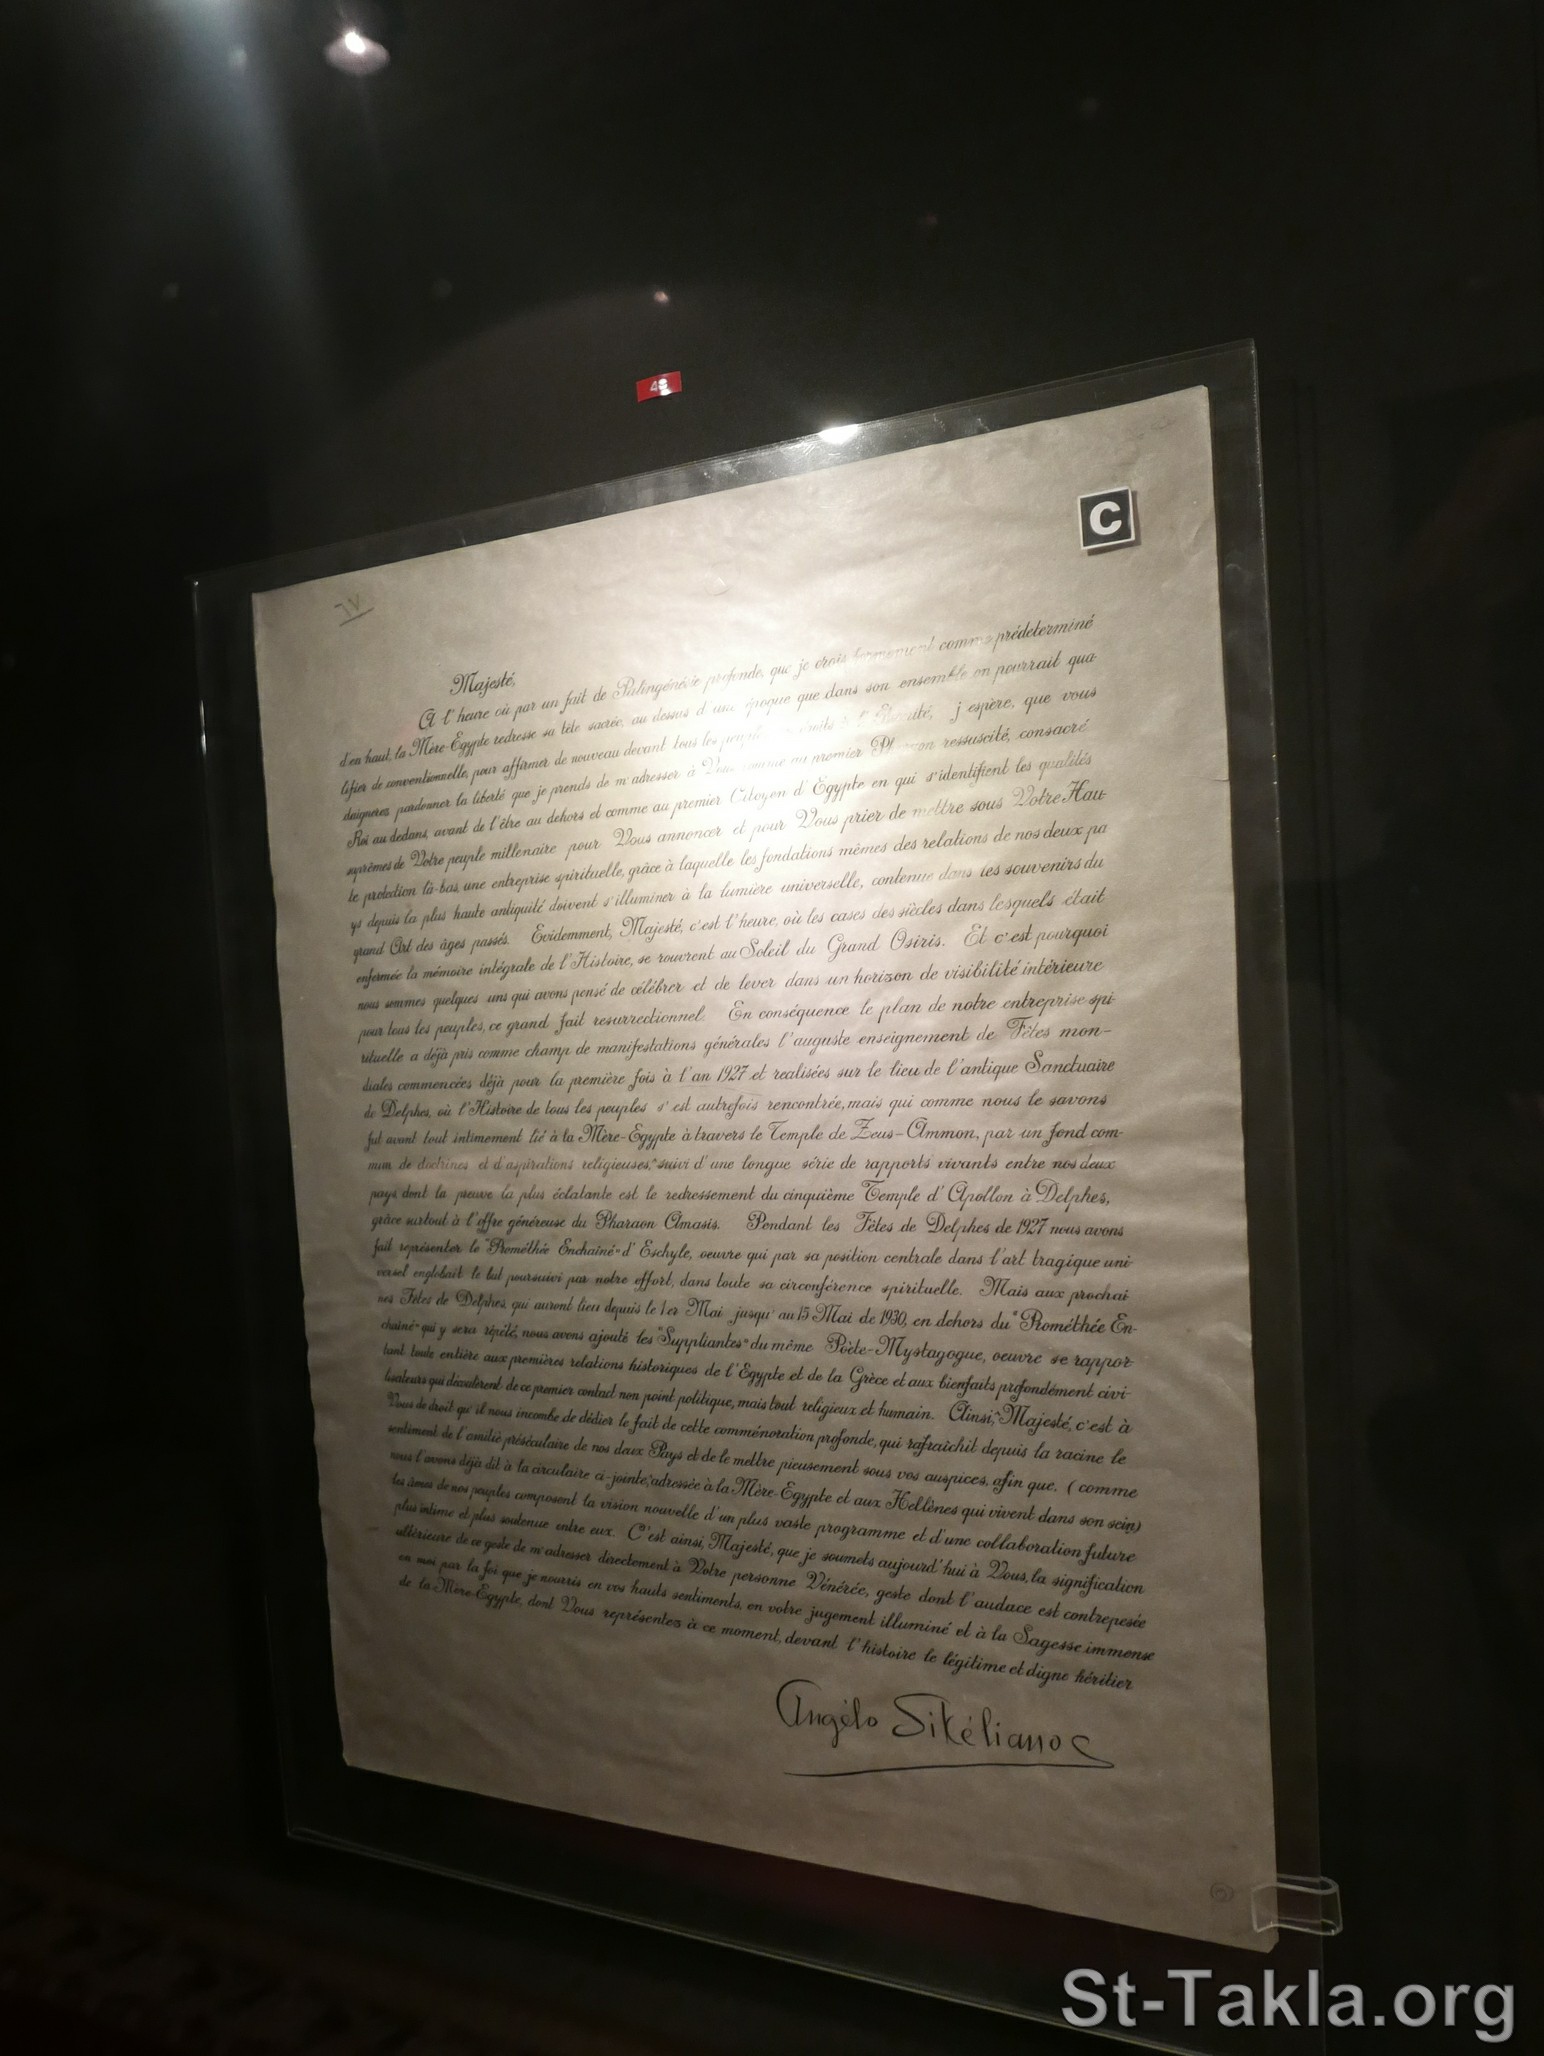 48
C
IV
Majesté,
A l'heure où par un fait de Palingénésie profonde, que je crois fermement comme prédeterminé
d'en haut, la Mère-Egypte redresse sa tête sacrée, au dessus d'une époque que dans son ensemble on pourrait qua-
lifier de conventionnelle, pour affirmer de nouveau devant tous les peuples droits à l'Eternité, j'espère, que vous
daignerez pardonner la liberté que je prends de m'adresser à Vous comme au premier Pharaon ressuscité, consacré
Roi au dedans, avant de l'être au dehors et comme au premier Citoyen d'Egypte en qui s'identifient les qualités
suprêmes de Votre peuple millenaire pour Vous annoncer et pour Vous prier de mettre sous Votre Hau-
te protection là-bas, une entreprise spirituelle, grâce à laquelle les fondations mêmes des relations de nos deux pa
ys depuis la plus haute antiquité doivent s'illuminer à la lumière universelle, contenue dans les souvenirs du
grand Art des âges passés. Evidemment, Majesté, c'est l'heure, où les cases des siècles dans lesquels était
enfermée la mémoire intégrale de l'Histoire, se rouvrent au Soleil du Grand Osiris. Et c'est pourquoi
nous sommes quelques uns qui avons pensé de célébrer et de lever dans un horizon de visibilité intérieure
pour tous les peuples, ce grand fait resurrectionnel. En conséquence le plan de notre entreprise spi-
rituelle a déjà pris comme champ de manifestations générales l'auguste enseignement de Fêtes mon-
diales commencées déjà pour la première fois à l'an 1927 et realisées sur le lieu de l'antique Sanctuaire
de Delphes, où l'Histoire de tous les peuples s'est autrefois rencontrée, mais qui comme nous le savons
fut avant tout intimement lié à la Mère-Egypte à travers le Temple de Zeus-Ammon, par un fond com-
mun de doctrines et d'aspirations religieuses, suivi d'une longue série de rapports vivants entre nos deux
pays, dont la preuve la plus éclatante est le redressement du cinquième Temple d'Apollon à Delphes,
grâce surtout à l'offre généreuse du Pharaon Amasis. Pendant les Fêtes de Delphes de 1927 nous avons
fait représenter le "Prométhée Enchaîné" d'Eschyle, oeuvre qui par sa position centrale dans l'art tragique uni-
versel englobait le but poursuivi par notre effort, dans toute sa circonférence spirituelle. Mais aux prochai
nes Fêtes de Delphes, qui auront lieu depuis le 1er Mai jusqu'au 15 Mai de 1930, en dehors du "Prométhée En-
chaîné" qui y sera répété, nous avons ajouté les "Suppliantes" du même Poète-Mystagogue, oeuvre se rappor-
tant toute entière aux premières relations historiques de l'Egypte et de la Grèce et aux bienfaits profondément civi-
lisateurs qui découlèrent de ce premier contact non point politique, mais tout religieux et humain. Ainsi, Majesté, c'est à
Vous de droit qu'il nous incombe de dédier le fait de cette commémoration profonde, qui rafraîchit depuis la racine le
sentiment de l'amitié préséculaire de nos deux Pays et de le mettre pieusement sous vos auspices, afin que, (comme
nous l'avons déjà dit à la circulaire ci-jointe, adressée à la Mère-Egypte et aux Hellènes qui vivent dans son sein)
les âmes de nos peuples composent la vision nouvelle d'un plus vaste programme et d'une collaboration future
plus intime et plus soutenue entre eux. C'est ainsi, Majesté, que je soumets aujourd'hui à Vous, la signification
ultérieure de ce geste de m'adresser directement à Votre personne Vénérée, geste dont l'audace est contrepesée
en moi par la foi que je nourris en vos hauts sentiments, en votre jugement illuminé et à la Sagesse immense
de la Mère-Egypte, dont Vous représentez à ce moment, devant l'histoire le légitime et digne héritier
Angélo Sikélianos
St-Takla.org